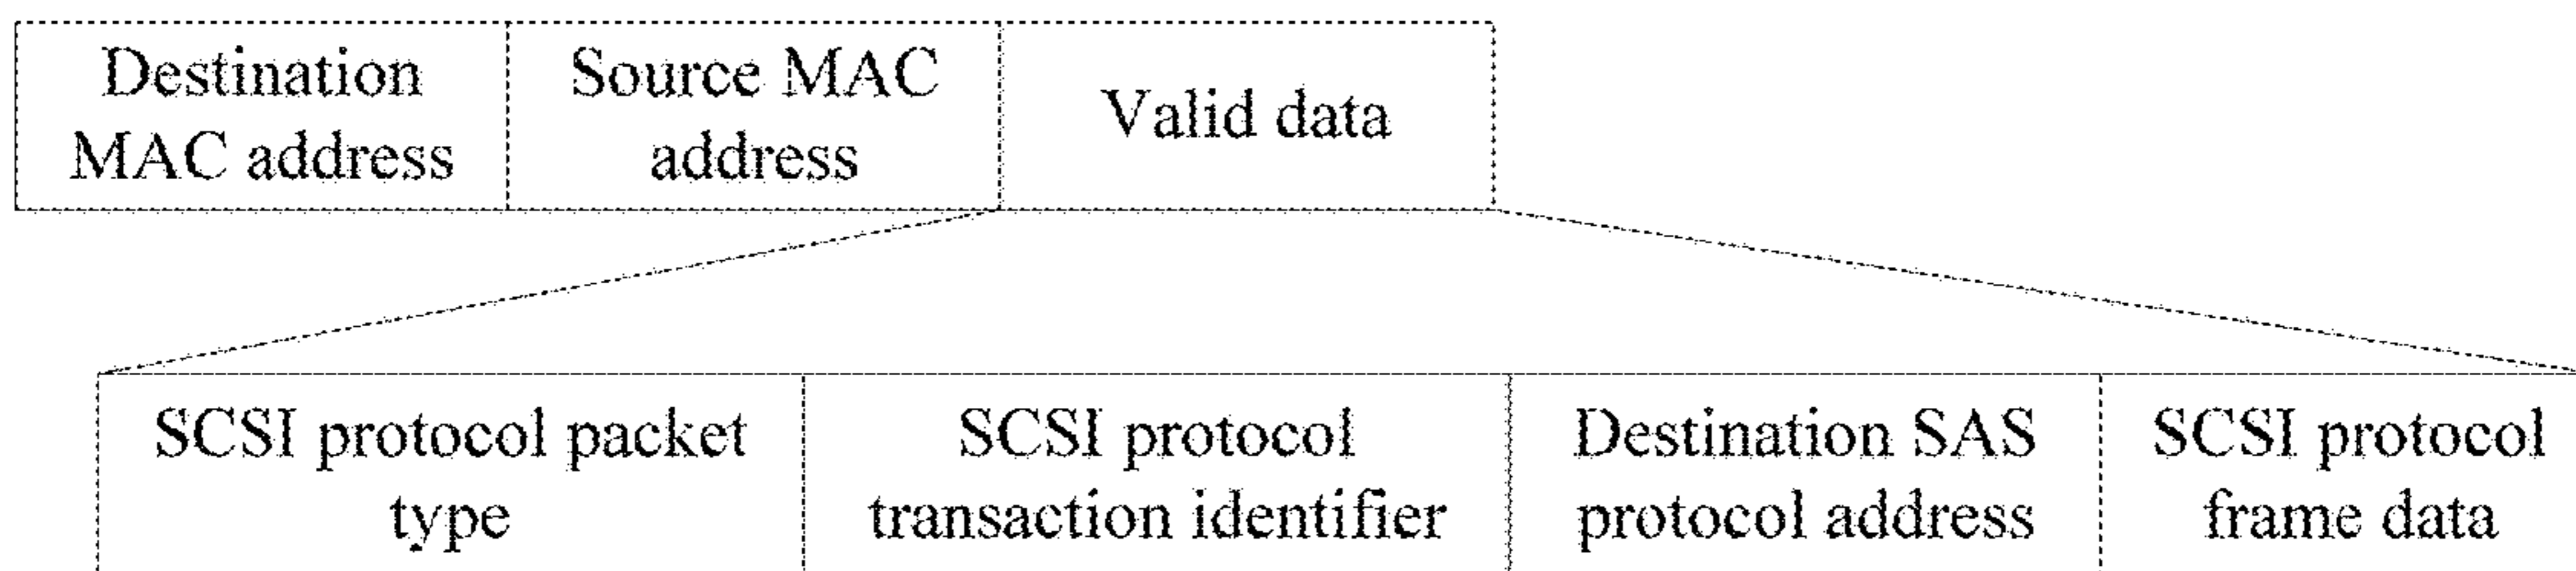 Destination
MAC address
Source MAC
address
Valid data
SCSI protocol packet
type
SCSI protocol
transaction identifier
Destination SAS
protocol address
SCSI protocol
frame data